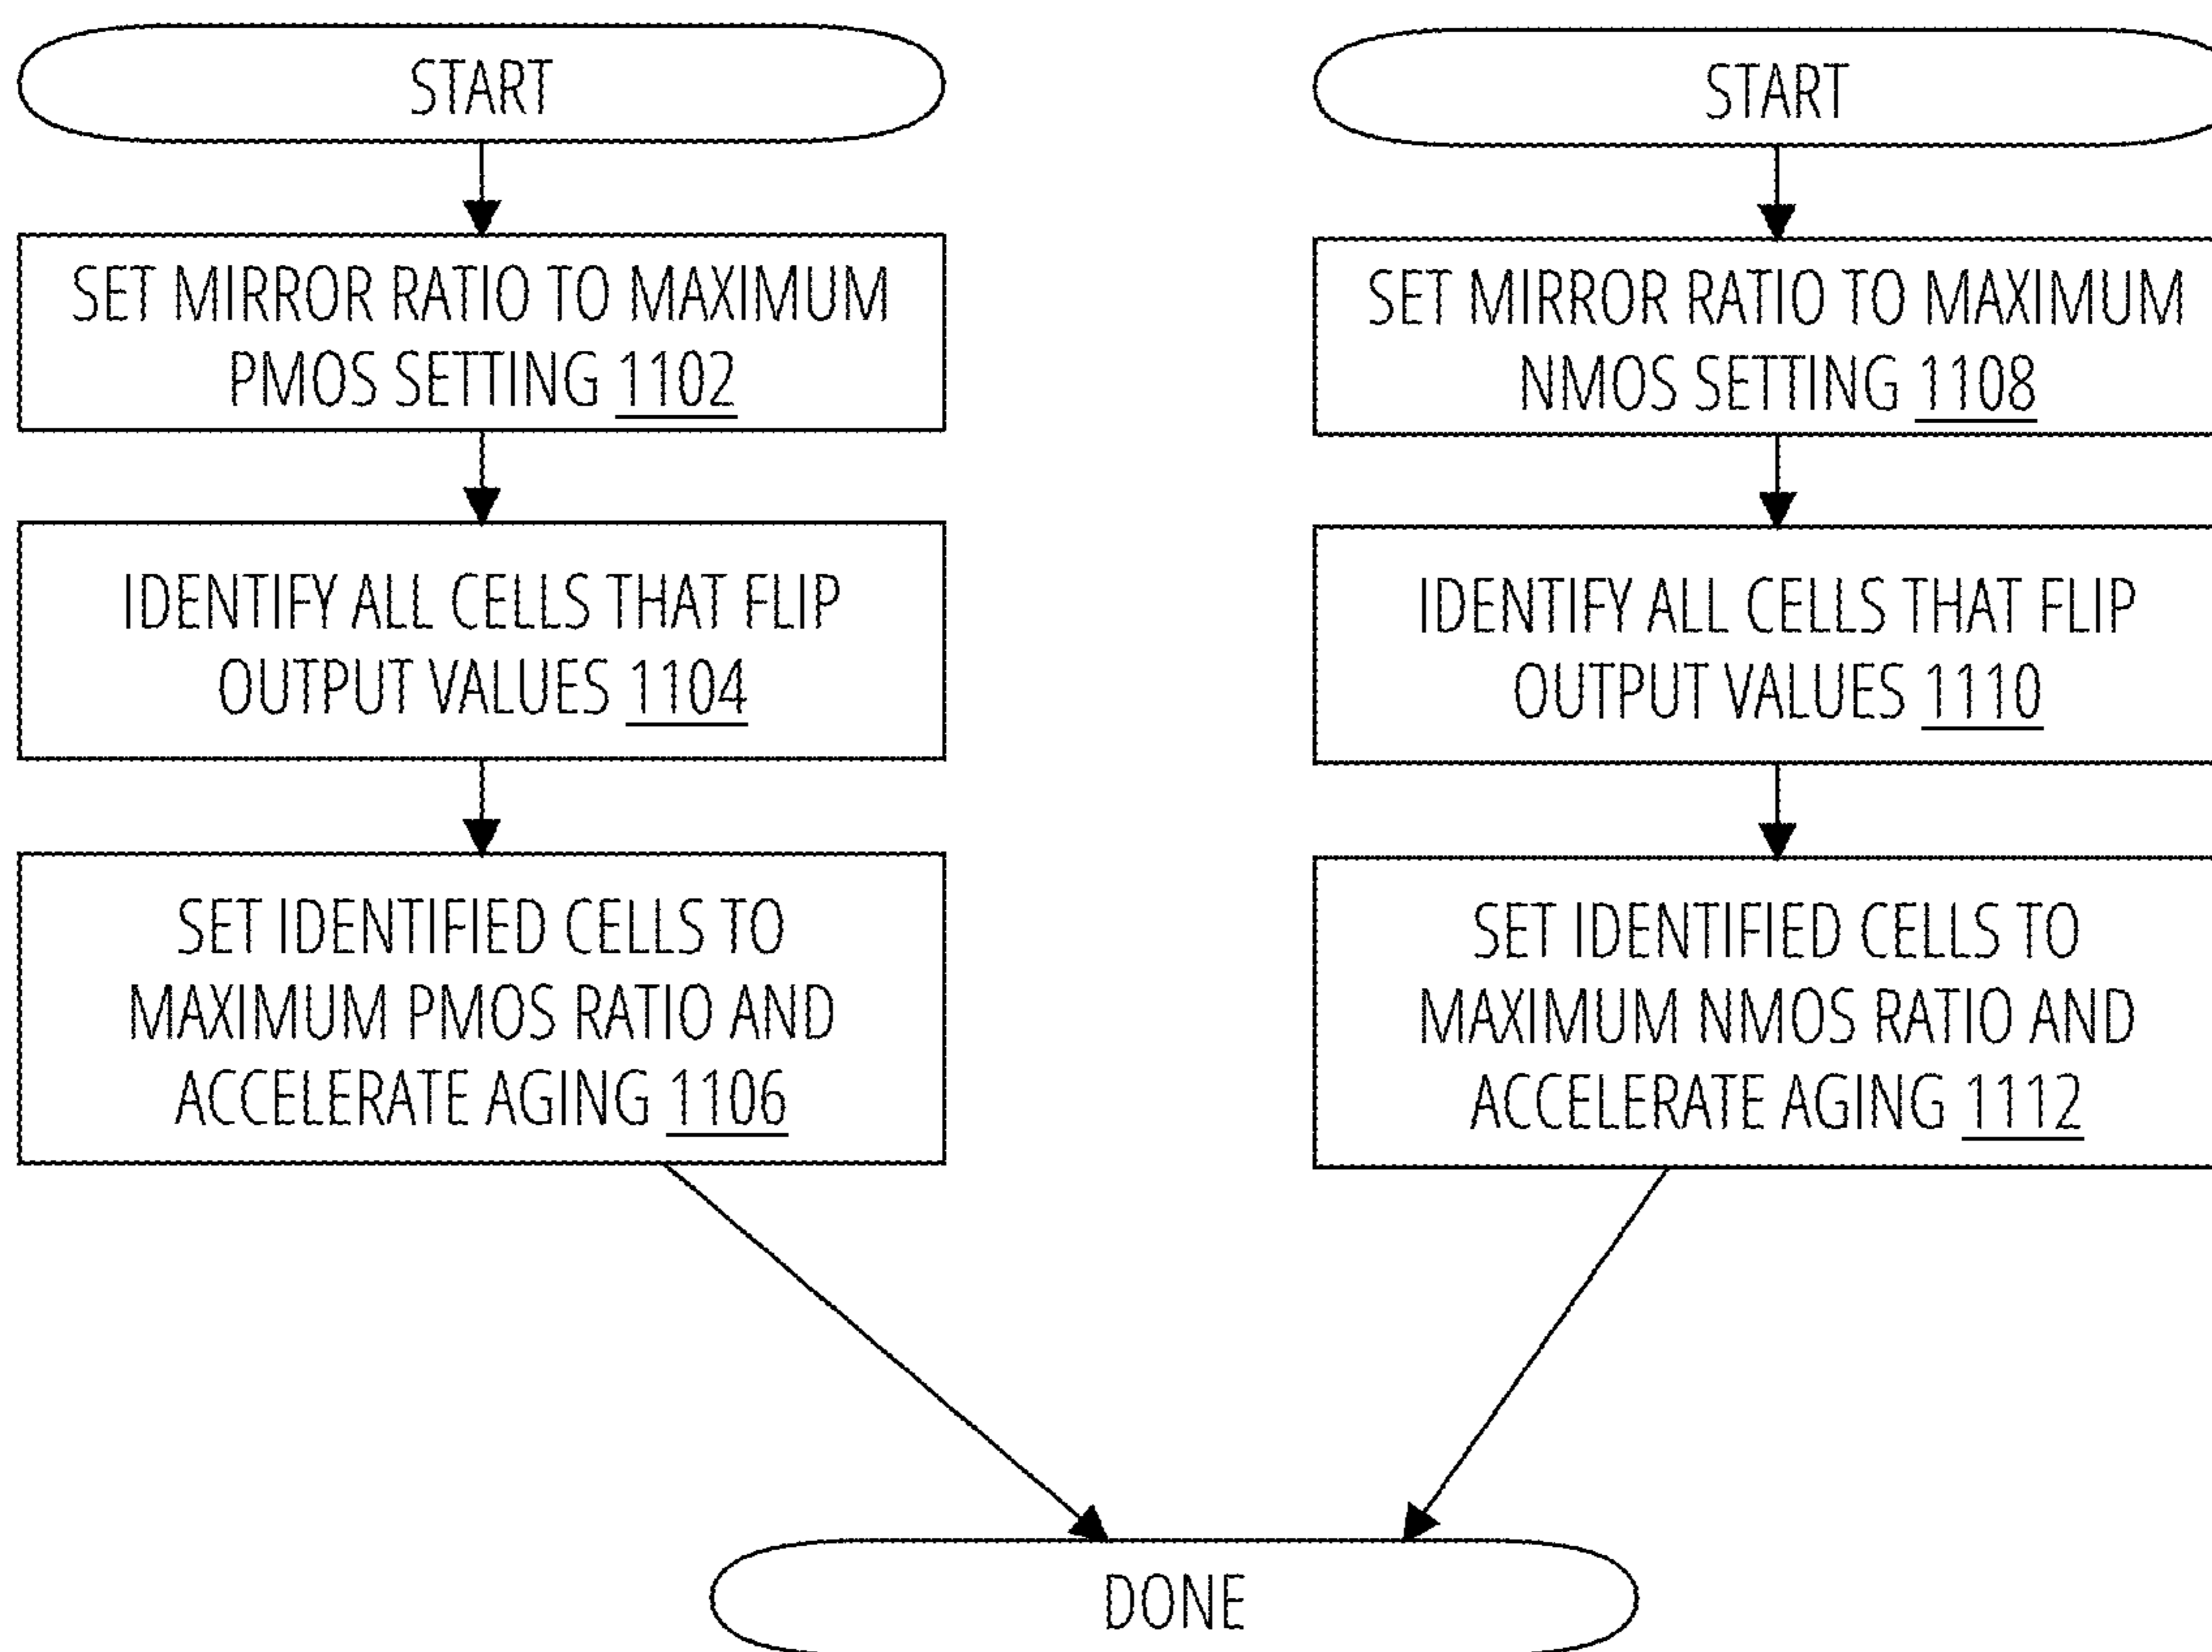 START
SET MIRROR RATIO TO MAXIMUM
PMOS SETTING 1102
IDENTIFY ALL CELLS THAT FLIP
OUTPUT VALUES 1104
SET IDENTIFIED CELLS TO
MAXIMUM PMOS RATIO AND
ACCELERATE AGING 1106
START
SET MIRROR RATIO TO MAXIMUM
NMOS SETTING 1108
IDENTIFY ALL CELLS THAT FLIP
OUTPUT VALUES 1110
SET IDENTIFIED CELLS TO
MAXIMUM NMOS RATIO AND
ACCELERATE AGING 1112
DONE